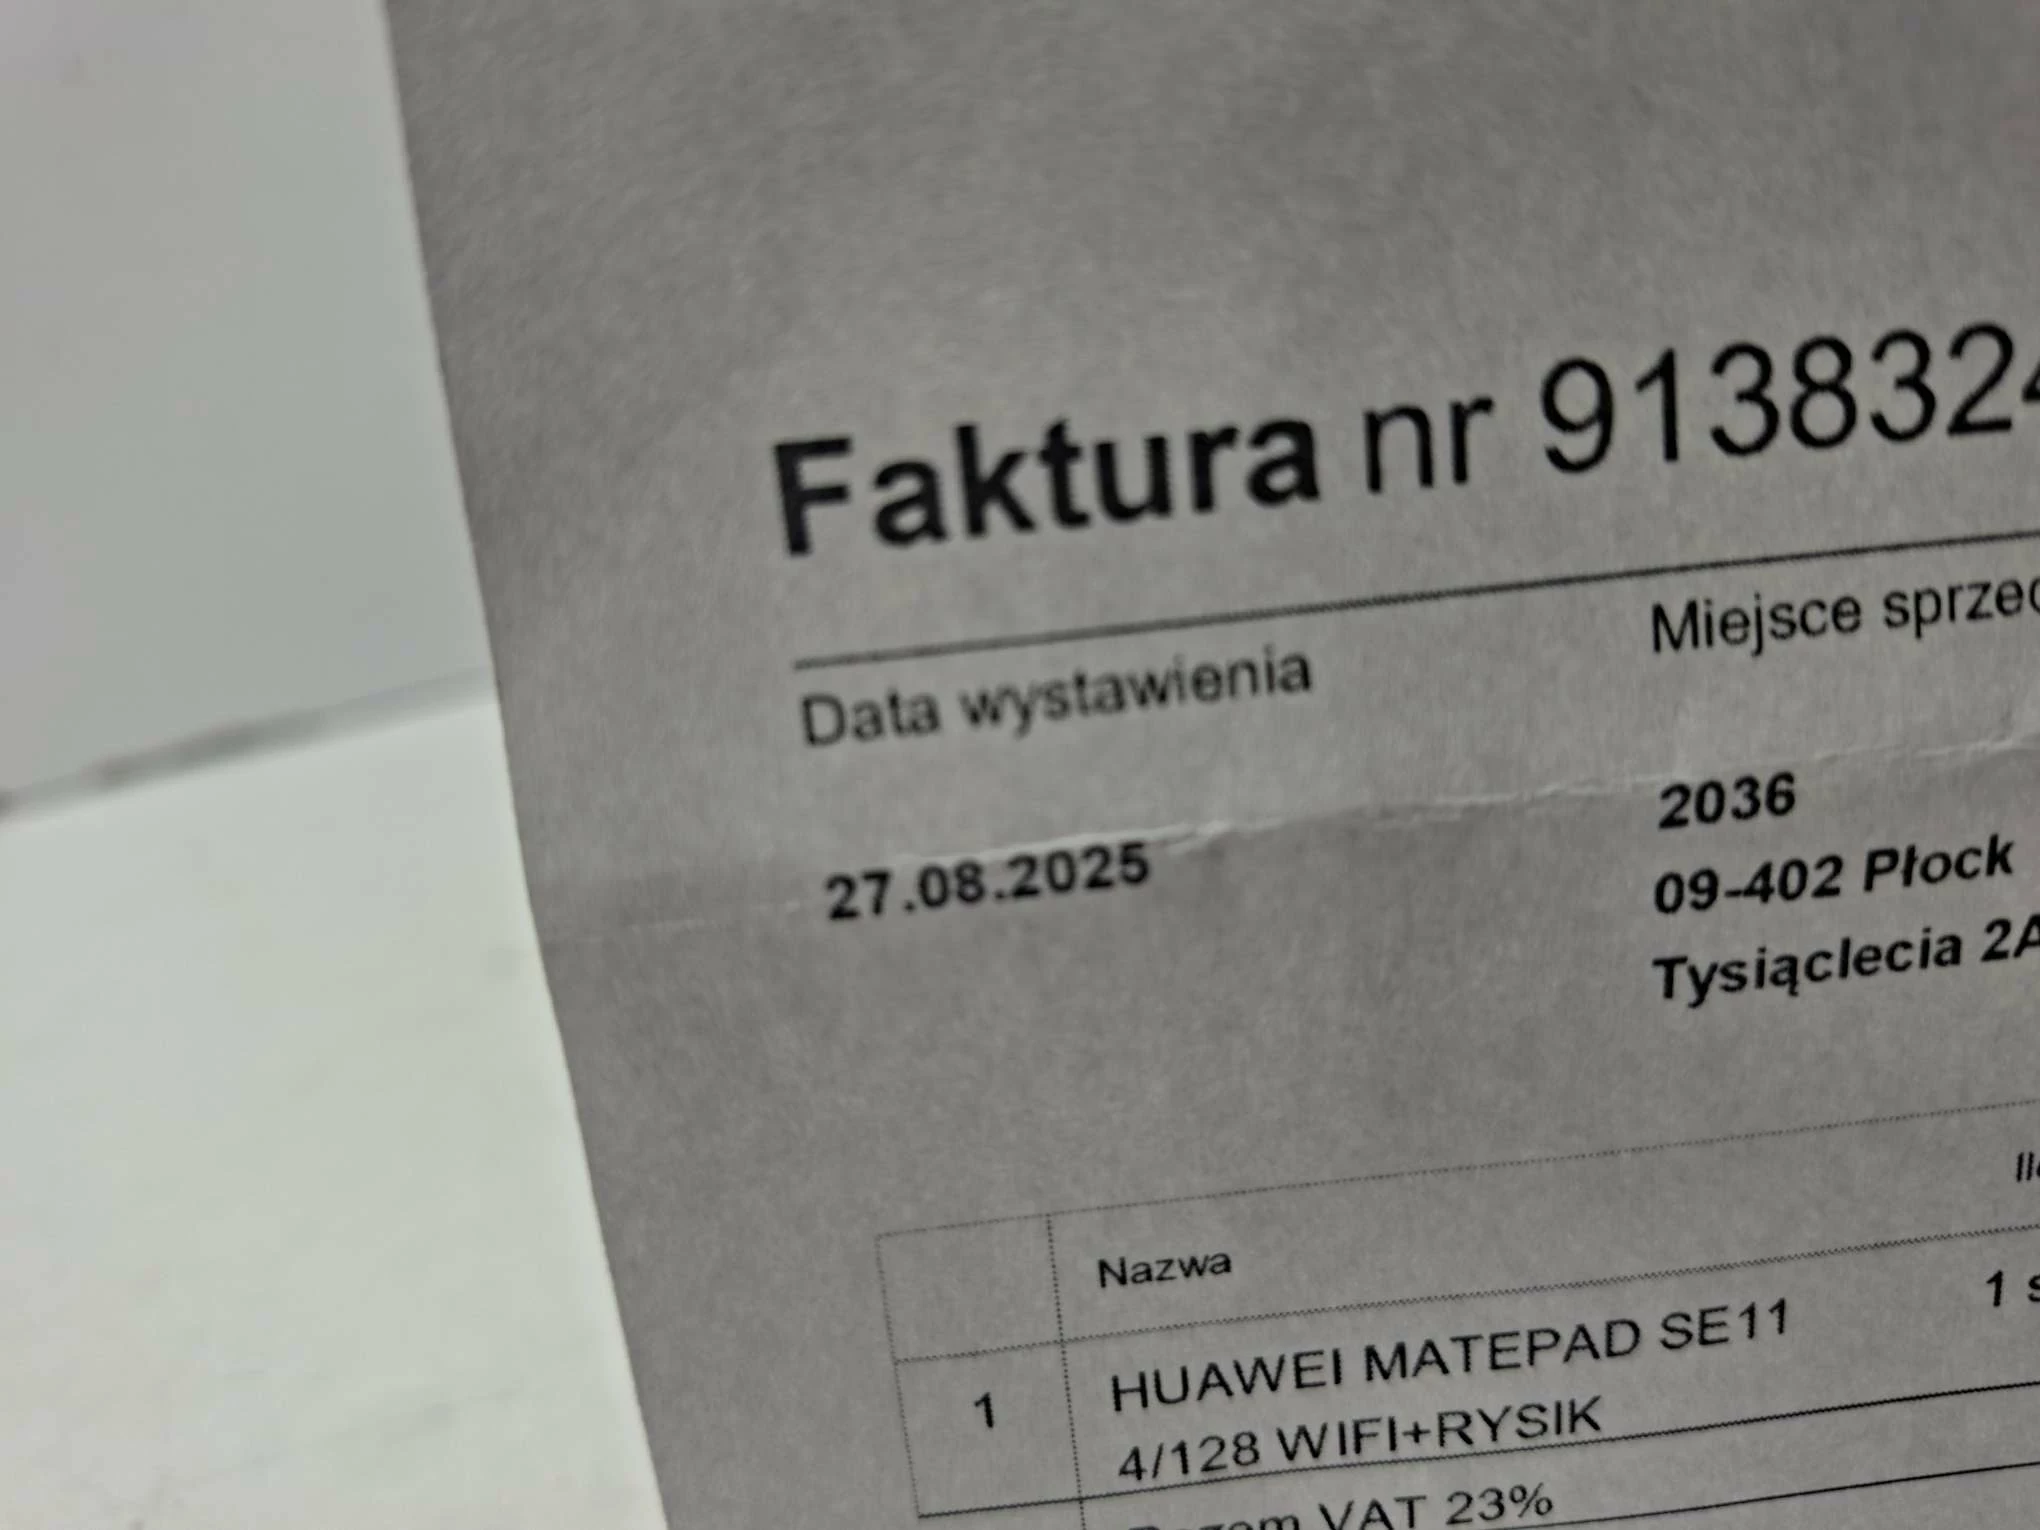 Faktura nr 913832
Data wystawienia
Miejsce
27.08.2025
2036
09-402 Płock
Tysiąclecia 2A
Nazwa
1
HUAWEI MATEPAD SE11
1
4/128 WIFI+RYSIK
VAT 23%